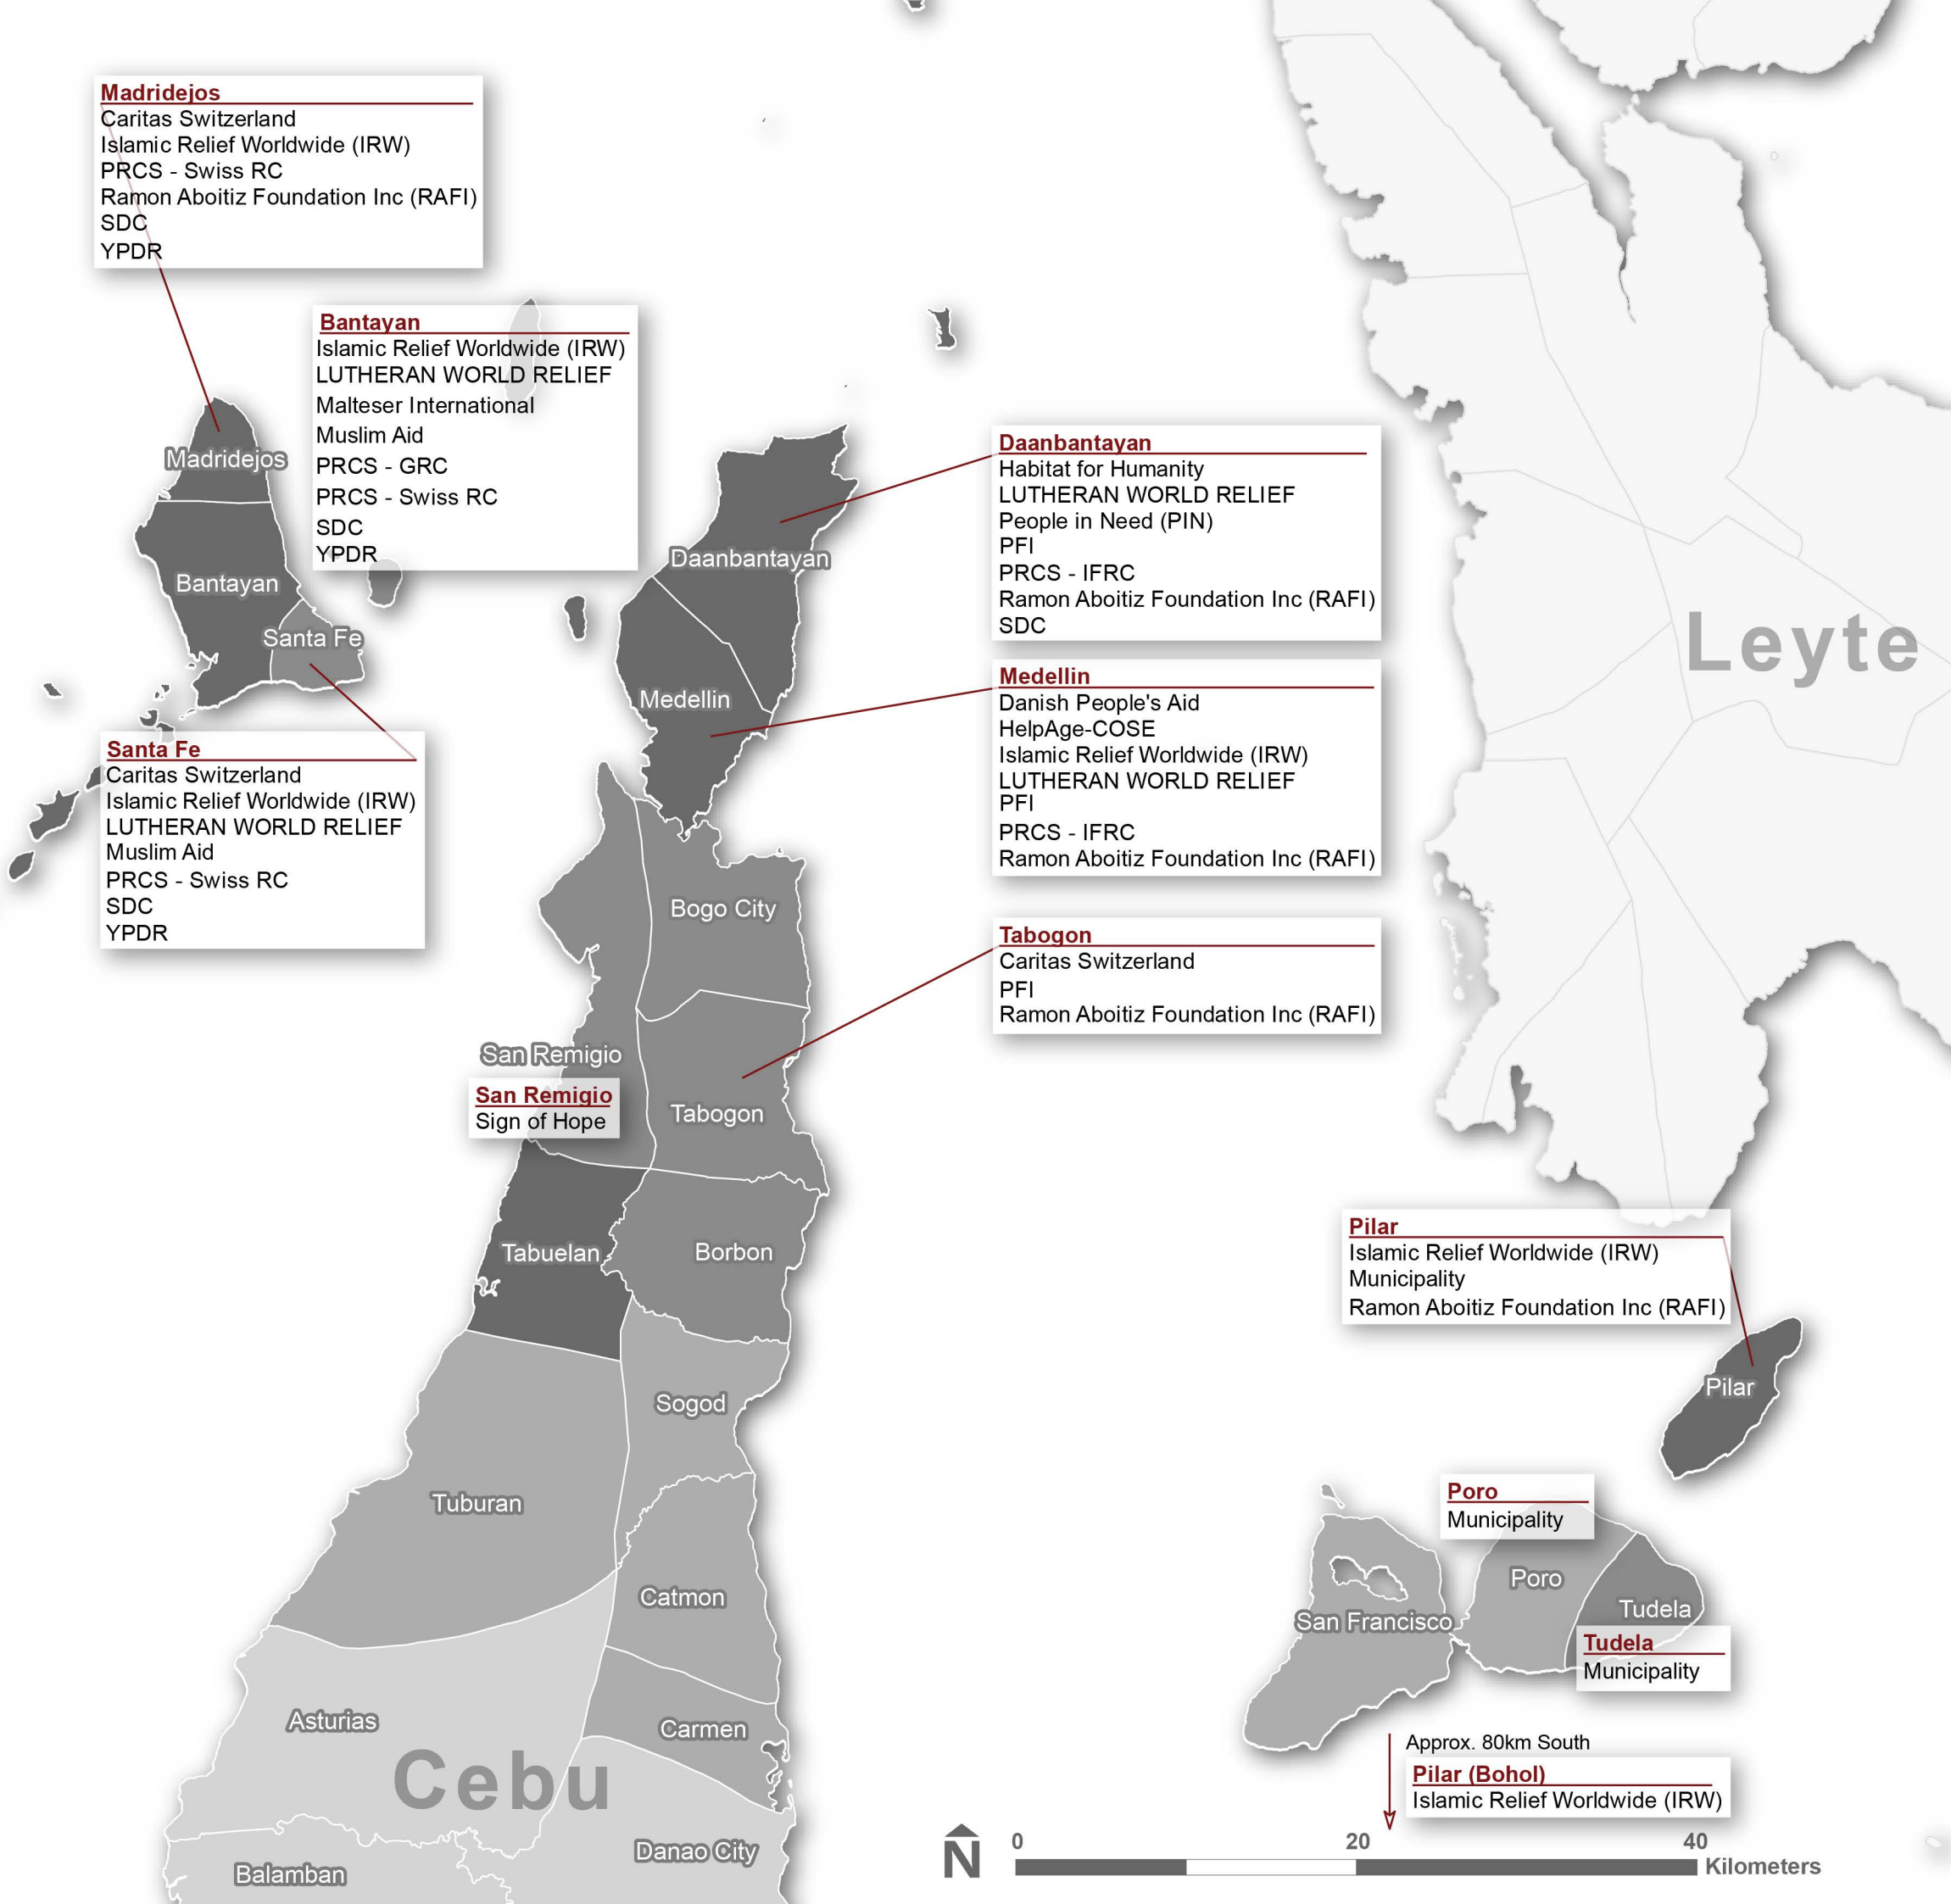 Madridejos
Caritas Switzerland
Islamic Relief Worldwide (IRW)
PRCS - Swiss RC
Ramon Aboitiz Foundation Inc (RAFI)
SDC
YPDR
Bantayan
Islamic Relief Worldwide (IRW)
LUTHERAN WORLD RELIEF
Malteser International
Muslim Aid
PRCS - GRC
PRCS - Swiss RC
SDC
YPDR
Madridejos
Bantayan
Santa Fe
Santa Fe
Caritas Switzerland
Islamic Relief Worldwide (IRW)
LUTHERAN WORLD RELIEF
Muslim Aid
PRCS - Swiss RC
SDC
YPDR
Daanbantayan
Medellin
Daanbantayan
Habitat for Humanity
LUTHERAN WORLD RELIEF
People in Need (PIN)
PFI
PRCS - IFRC
Ramon Aboitiz Foundation Inc (RAFI)
SDC
Medellin
Danish People's Aid
HelpAge-COSE
Islamic Relief Worldwide (IRW)
LUTHERAN WORLD RELIEF
PFI
PRCS - IFRC
Ramon Aboitiz Foundation Inc (RAFI)
Leyte
Bogo City
Tabogon
Caritas Switzerland
PFI
Ramon Aboitiz Foundation Inc (RAFI)
San Remigio
San Remigio
Sign of Hope
Tabogon
Tabuelan
Borbon
Pilar
Islamic Relief Worldwide (IRW)
Municipality
Ramon Aboitiz Foundation Inc (RAFI)
Pilar
Sogod
Tuburan
Catmon
Poro
Municipality
Poro
San Francisco
Tudela
Tudela
Municipality
Asturias
Carmen
Cebu
Danao City
Balamban
Approx. 80km South
Pilar (Bohol)
Islamic Relief Worldwide (IRW)
N
0 20 40
Kilometers